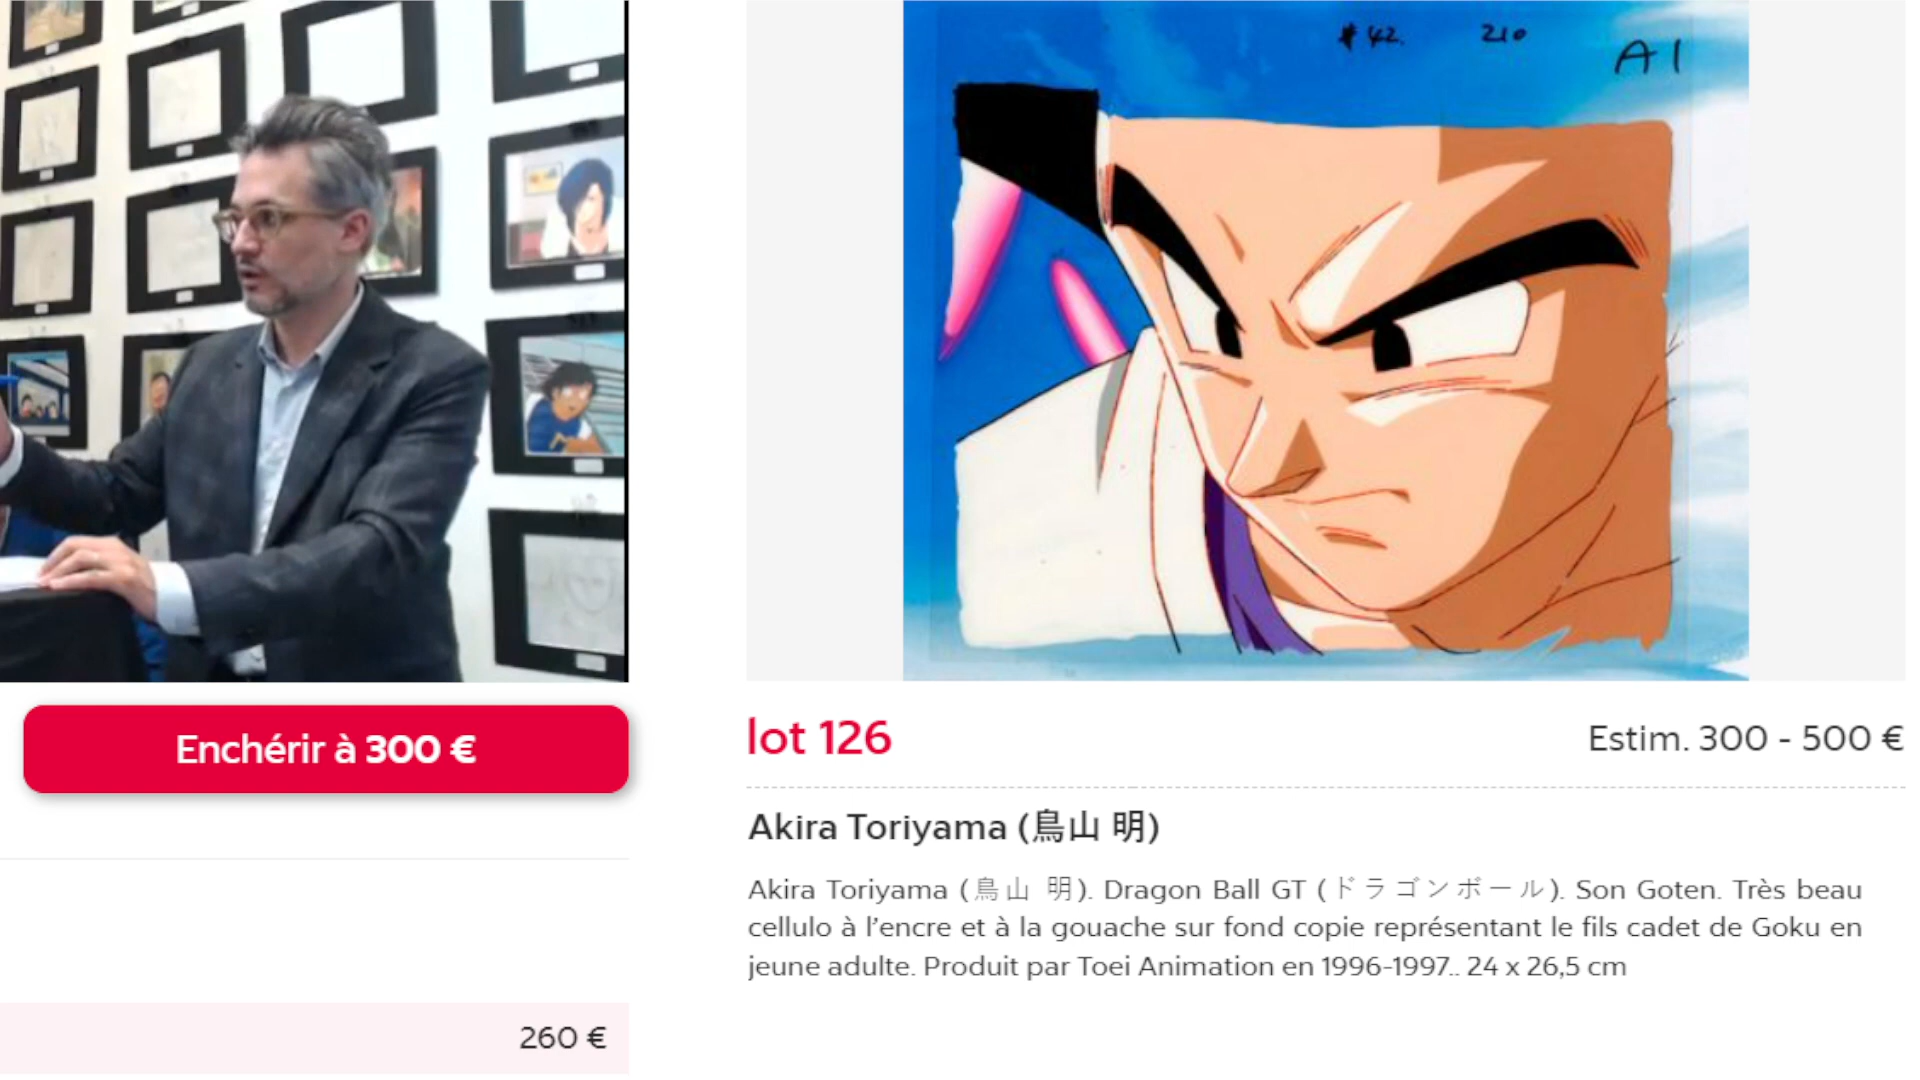 # 42. 210
A1
Enchérir à 300 €
260 €
lot 126
Estim. 300 - 500 €
Akira Toriyama (鳥山 明)
Akira Toriyama (鳥山 明). Dragon Ball GT (ドラゴンボール). Son Goten. Très beau
cellulo à l’encre et à la gouache sur fond copie représentant le fils cadet de Goku en
jeune adulte. Produit par Toei Animation en 1996-1997.. 24 x 26,5 cm